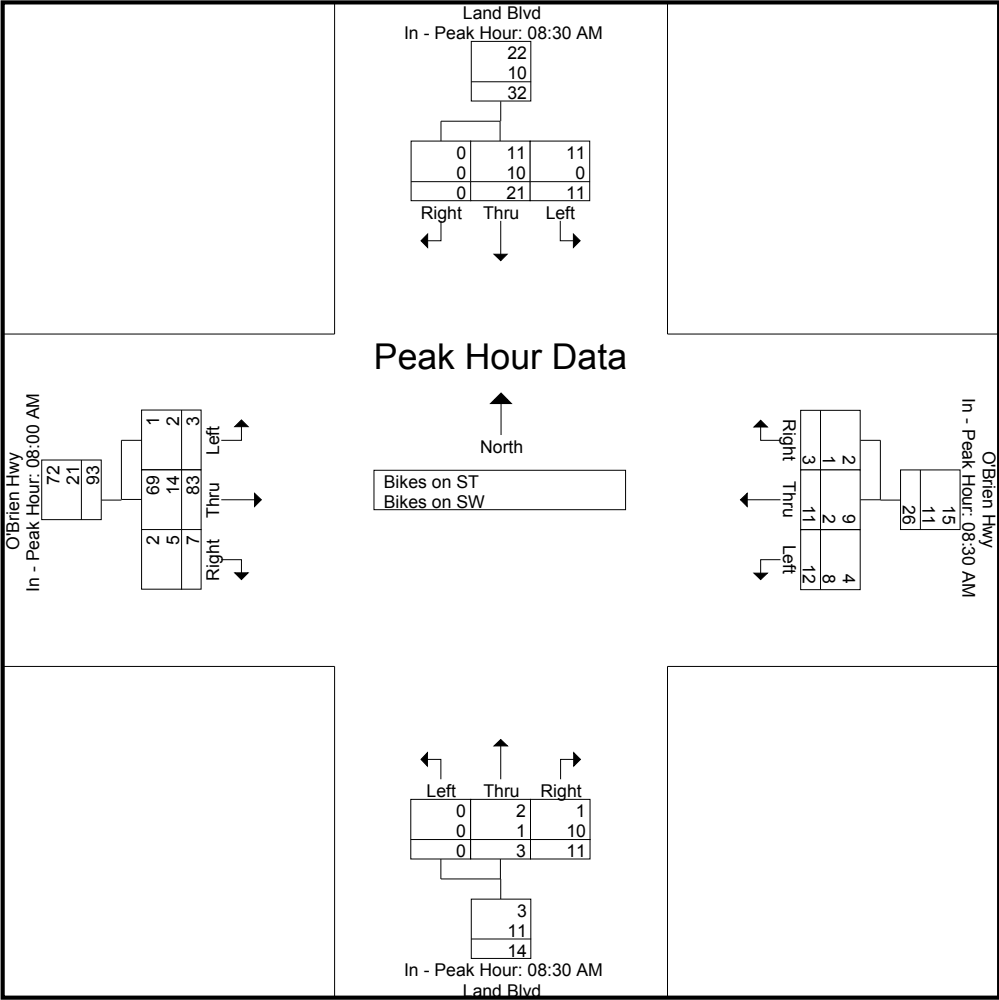 Land Blvd
In - Peak Hour: 08:30 AM
22
10
32
0 11 11
0 10 0
0 21 11
Right Thru Left
Peak Hour Data
North
Bikes on ST
Bikes on SW
O'Brien Hwy
In - Peak Hour: 08:00 AM
72
21
93
1 69 2
2 14 5
3 83 7
Left Thru Right
O'Brien Hwy
In - Peak Hour: 08:30 AM
15
11
26
2 9 4
1 2 8
3 11 12
Right Thru Left
Left Thru Right
0 2 1
0 1 10
0 3 11
3
11
14
In - Peak Hour: 08:30 AM
Land Blvd